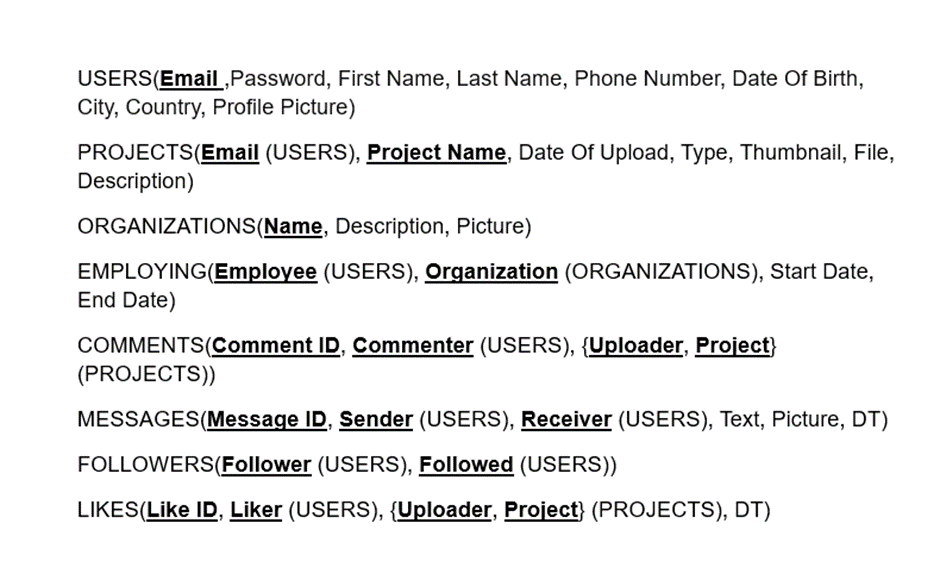 USERS(Email ,Password, First Name, Last Name, Phone Number, Date Of Birth,
City, Country, Profile Picture)
PROJECTS(Email (USERS), Project Name, Date Of Upload, Type, Thumbnail, File,
Description)
ORGANIZATIONS(Name, Description, Picture)
EMPLOYING(Employee (USERS), Organization (ORGANIZATIONS), Start Date,
End Date)
COMMENTS(Comment ID, Commenter (USERS), {Uploader, Project}
(PROJECTS))
MESSAGES(Message ID, Sender (USERS), Receiver (USERS), Text, Picture, DT)
FOLLOWERS(Follower (USERS), Followed (USERS))
LIKES(Like ID, Liker (USERS), {Uploader, Project} (PROJECTS), DT)